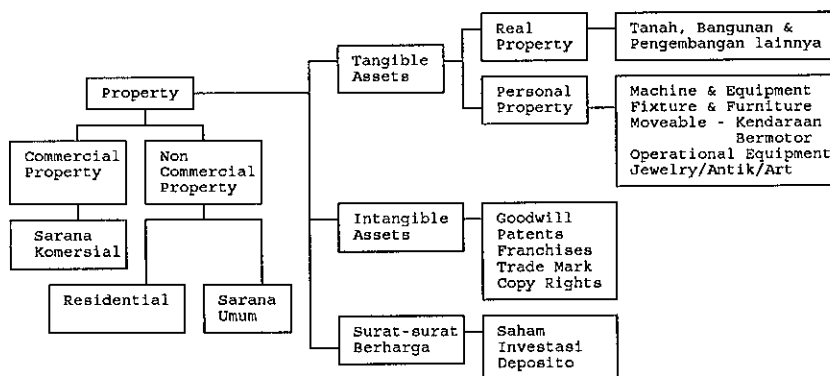 Property
Commercial
Property
Non
Commercial
Property
Sarana
Komersial
Residential
Sarana
Umum
Tangible
Assets
Real
Property
Tanah, Bangunan &
Pengembangan lainnya
Personal
Property
Machine & Equipment
Fixture & Furniture
Moveable - Kendaraan
Bermotor
Operational Equipment
Jewelry/Antik/Art
Intangible
Assets
Goodwill
Patents
Franchises
Trade Mark
Copy Rights
Surat-surat
Berharga
Saham
Investasi
Deposito